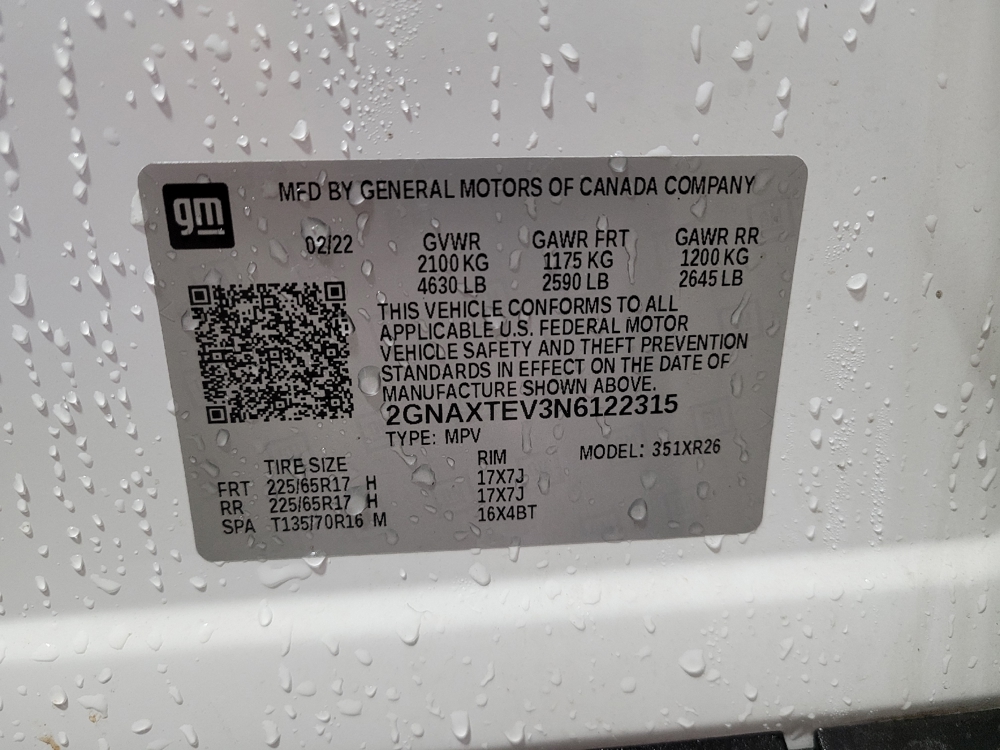 gm
MFD BY GENERAL MOTORS OF CANADA COMPANY
02/22 GVWR GAWR FRT GAWR RR
2100 KG 1175 KG 1200 KG
4630 LB 2590 LB 2645 LB
THIS VEHICLE CONFORMS TO ALL
APPLICABLE U.S. FEDERAL MOTOR
VEHICLE SAFETY AND THEFT PREVENTION
STANDARDS IN EFFECT ON THE DATE OF
MANUFACTURE SHOWN ABOVE.
2GNAXTEV3N6122315
TYPE: MPV MODEL: 351XR26
TIRE SIZE RIM
FRT 225/65R17 H 17X7J
RR 225/65R17 H 17X7J
SPA T135/70R16 M 16X4BT